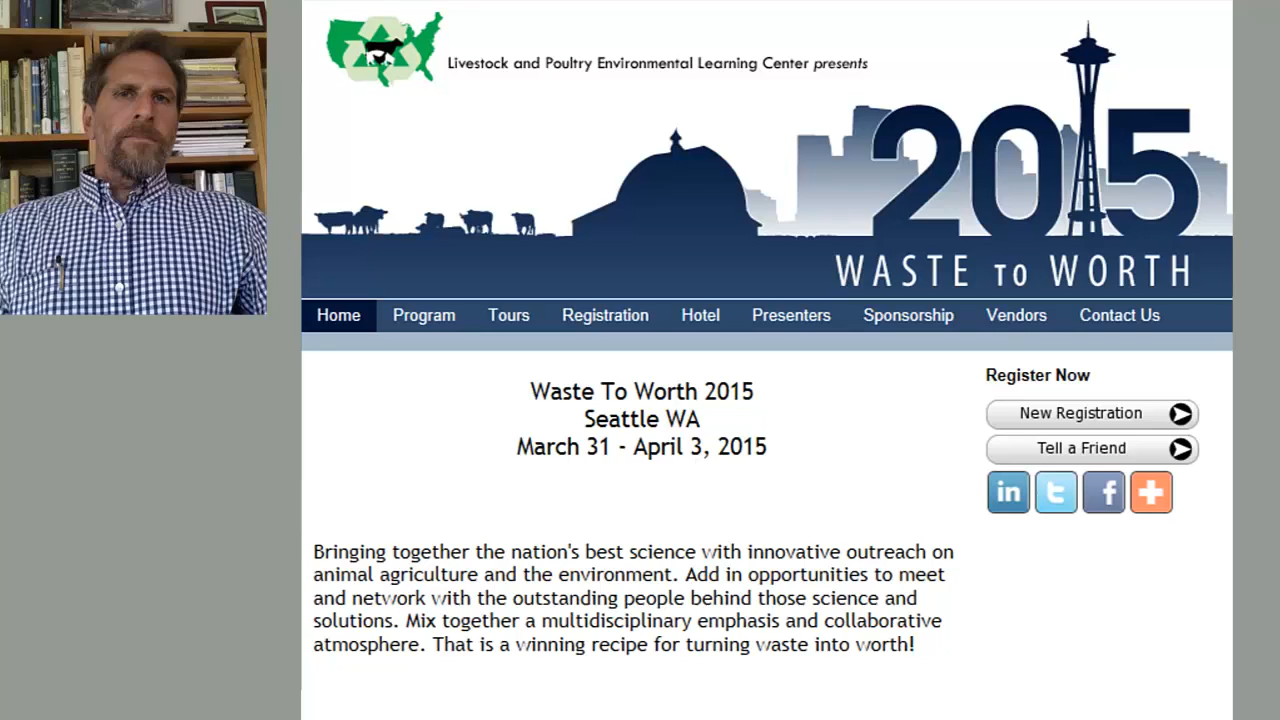 Livestock and Poultry Environmental Learning Center presents
2015
WASTE TO WORTH
Home Program Tours Registration Hotel Presenters Sponsorship Vendors Contact Us
Waste To Worth 2015
Seattle WA
March 31 - April 3, 2015
Register Now
New Registration
Tell a Friend
in t f
Bringing together the nation's best science with innovative outreach on
animal agriculture and the environment. Add in opportunities to meet
and network with the outstanding people behind those science and
solutions. Mix together a multidisciplinary emphasis and collaborative
atmosphere. That is a winning recipe for turning waste into worth!